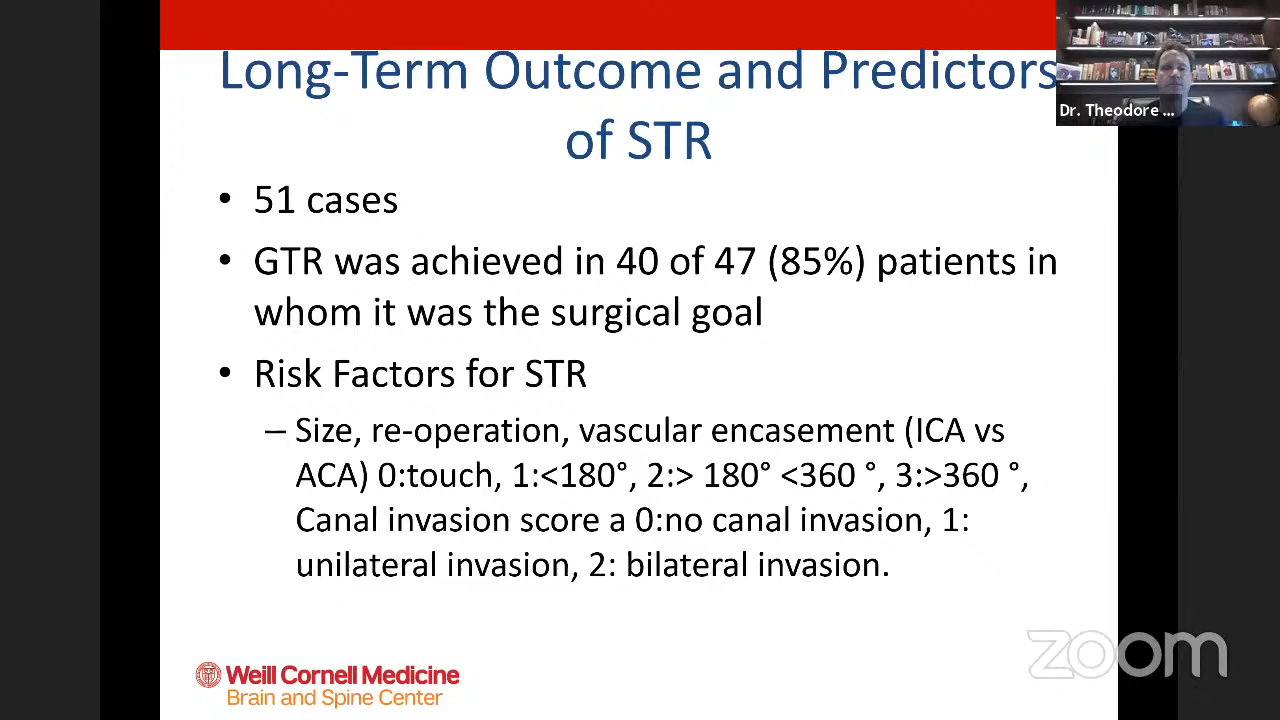 Long-Term Outcome and Predictors
of STR
Dr. Theodore ...
• 51 cases
• GTR was achieved in 40 of 47 (85%) patients in
whom it was the surgical goal
• Risk Factors for STR
– Size, re-operation, vascular encasement (ICA vs
ACA) 0:touch, 1:<180°, 2:> 180° <360 °, 3:>360 °,
Canal invasion score a 0:no canal invasion, 1:
unilateral invasion, 2: bilateral invasion.
zoom
Weill Cornell Medicine
Brain and Spine Center